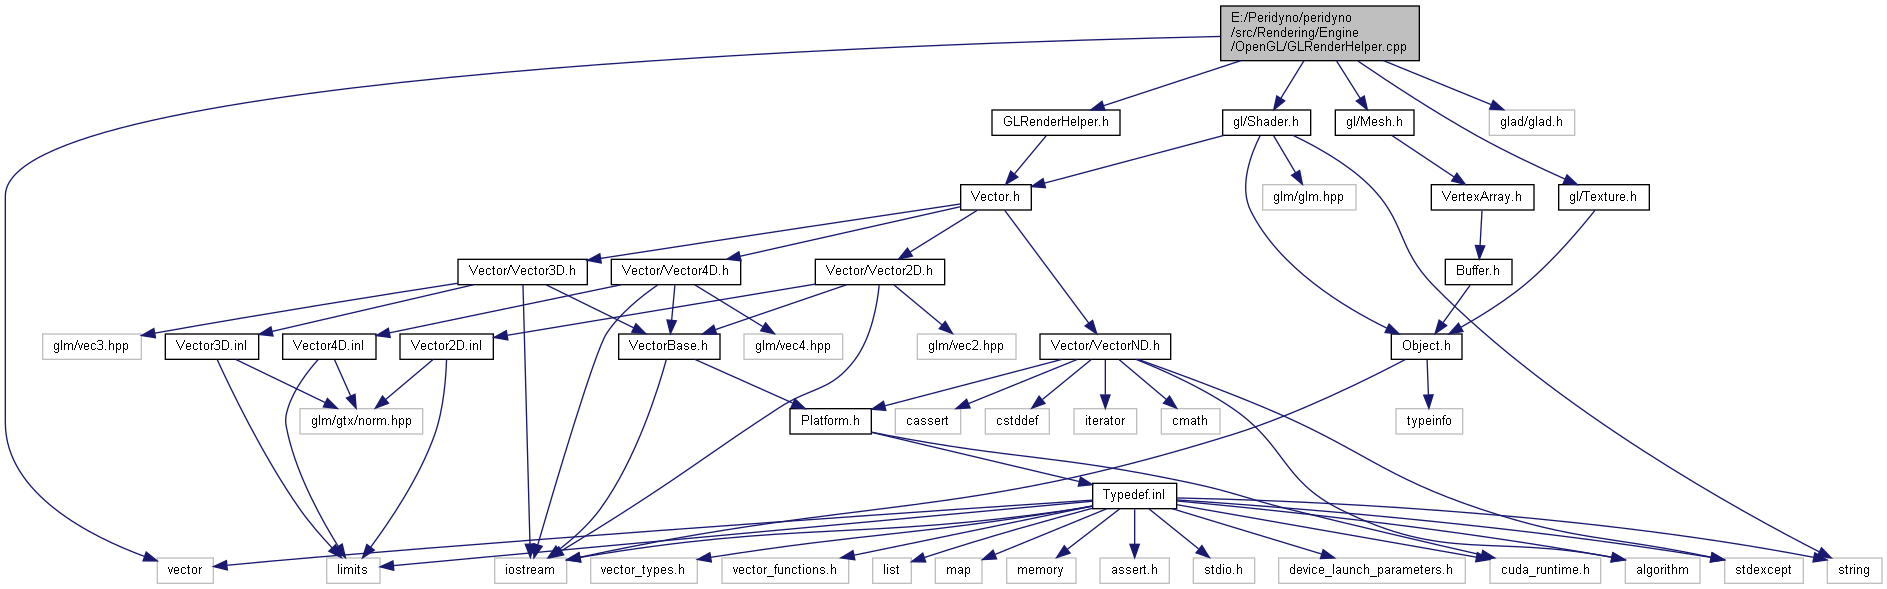 E:/Peridyno/peridyno
/src/Rendering/Engine
/OpenGL/GLRenderHelper.cpp
GLRenderHelper.h
gl/Shader.h
gl/Mesh.h
glad/glad.h
Vector.h
glm/glm.hpp
VertexArray.h
gl/Texture.h
Vector/Vector3D.h
Vector/Vector4D.h
Vector/Vector2D.h
Buffer.h
glm/vec3.hpp
Vector3D.inl
Vector4D.inl
Vector2D.inl
VectorBase.h
glm/vec4.hpp
glm/vec2.hpp
Vector/VectorND.h
Object.h
glm/gtx/norm.hpp
Platform.h
cassert
cstddef
iterator
cmath
typeinfo
Typedef.inl
vector
limits
iostream
vector_types.h
vector_functions.h
list
map
memory
assert.h
stdio.h
device_launch_parameters.h
cuda_runtime.h
algorithm
stdexcept
string